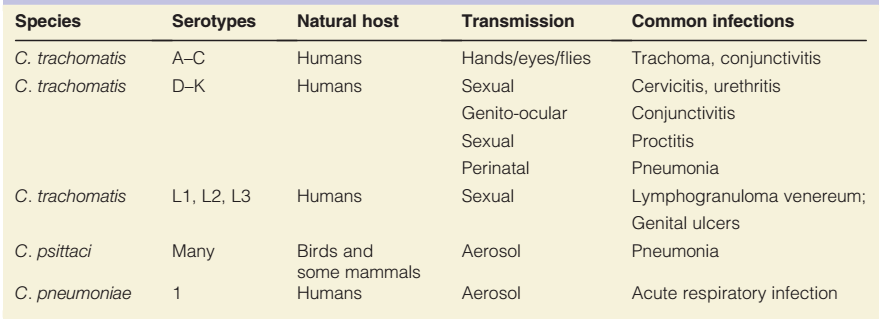 Species Serotypes Natural host Transmission Common infections
C. trachomatis A–C Humans Hands/eyes/flies Trachoma, conjunctivitis
C. trachomatis D–K Humans Sexual Cervicitis, urethritis
Genito-ocular Conjunctivitis
Sexual Proctitis
Perinatal Pneumonia
C. trachomatis L1, L2, L3 Humans Sexual Lymphogranuloma venereum;
Genital ulcers
C. psittaci Many Birds and Aerosol Pneumonia
some mammals
C. pneumoniae 1 Humans Aerosol Acute respiratory infection